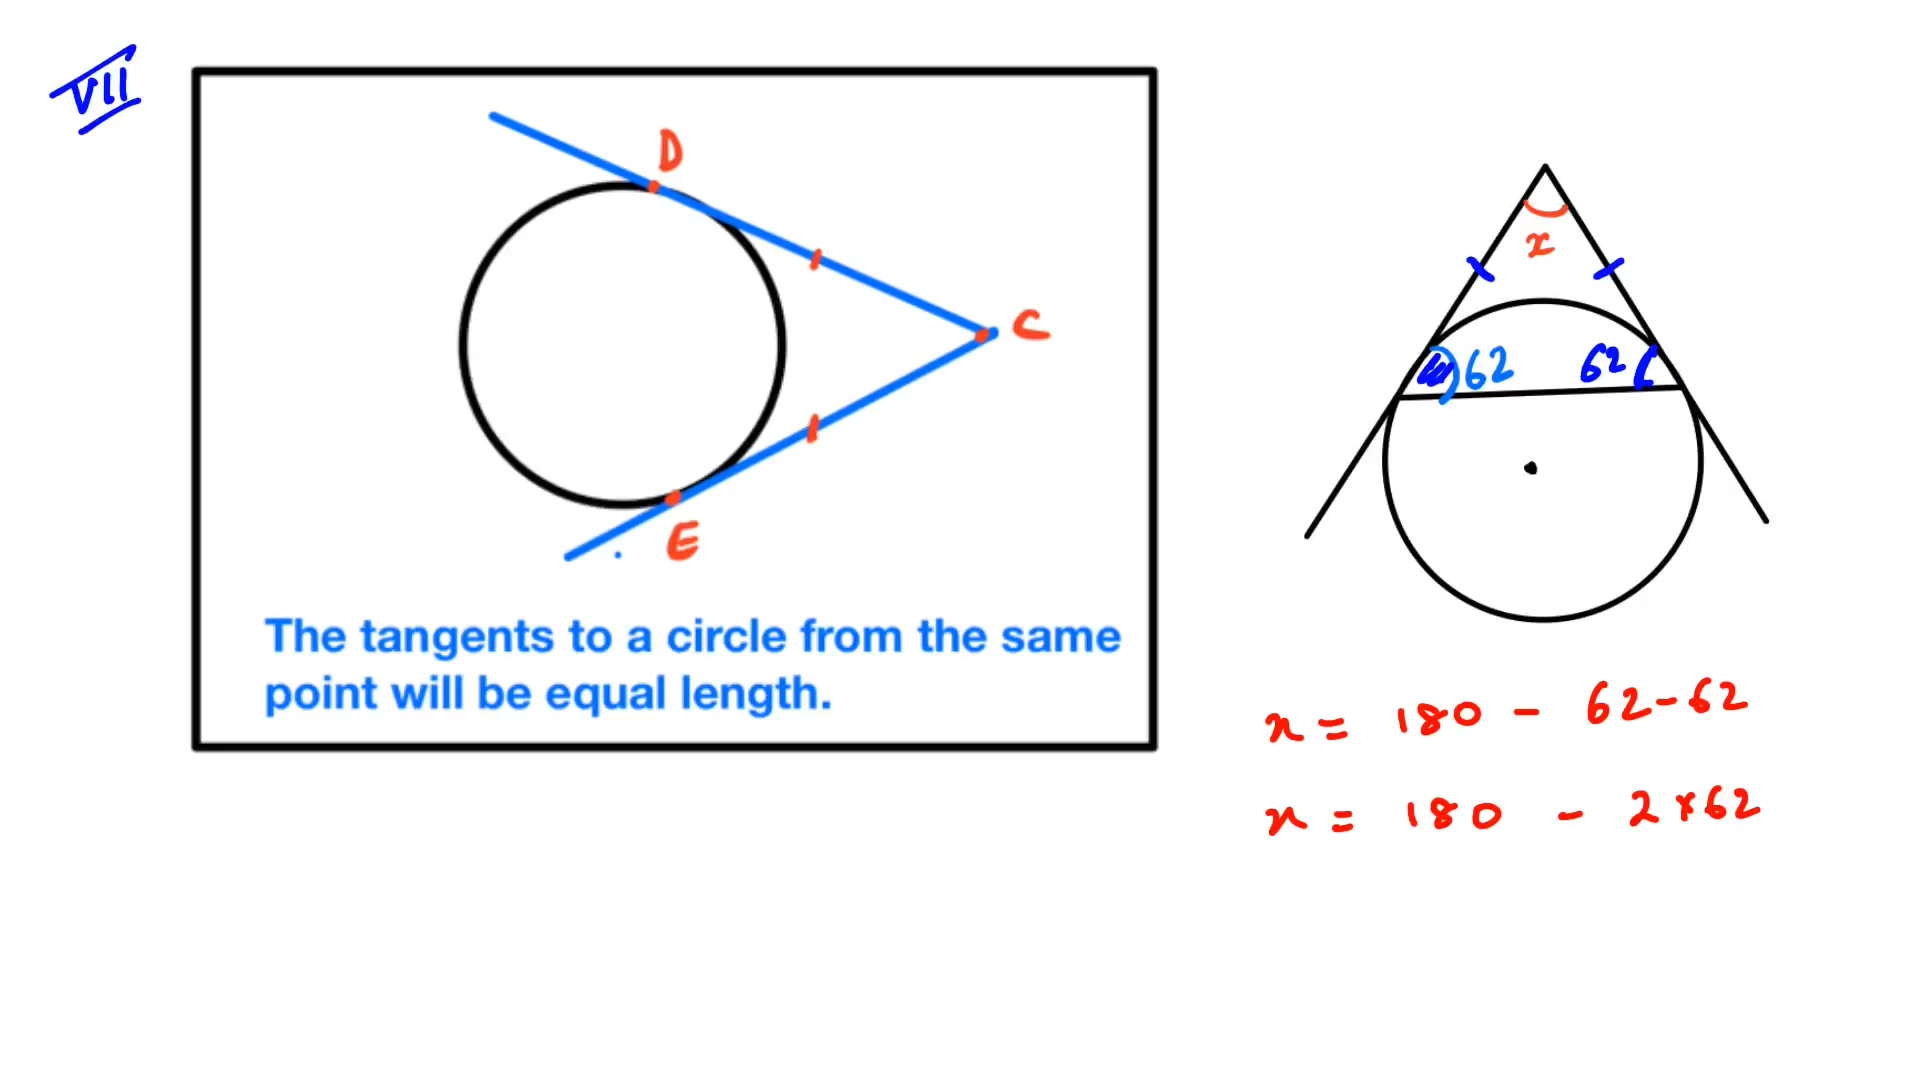 VII
D
C
E
The tangents to a circle from the same
point will be equal length.
x
62 62
x = 180 - 62-62
x = 180 - 2×62